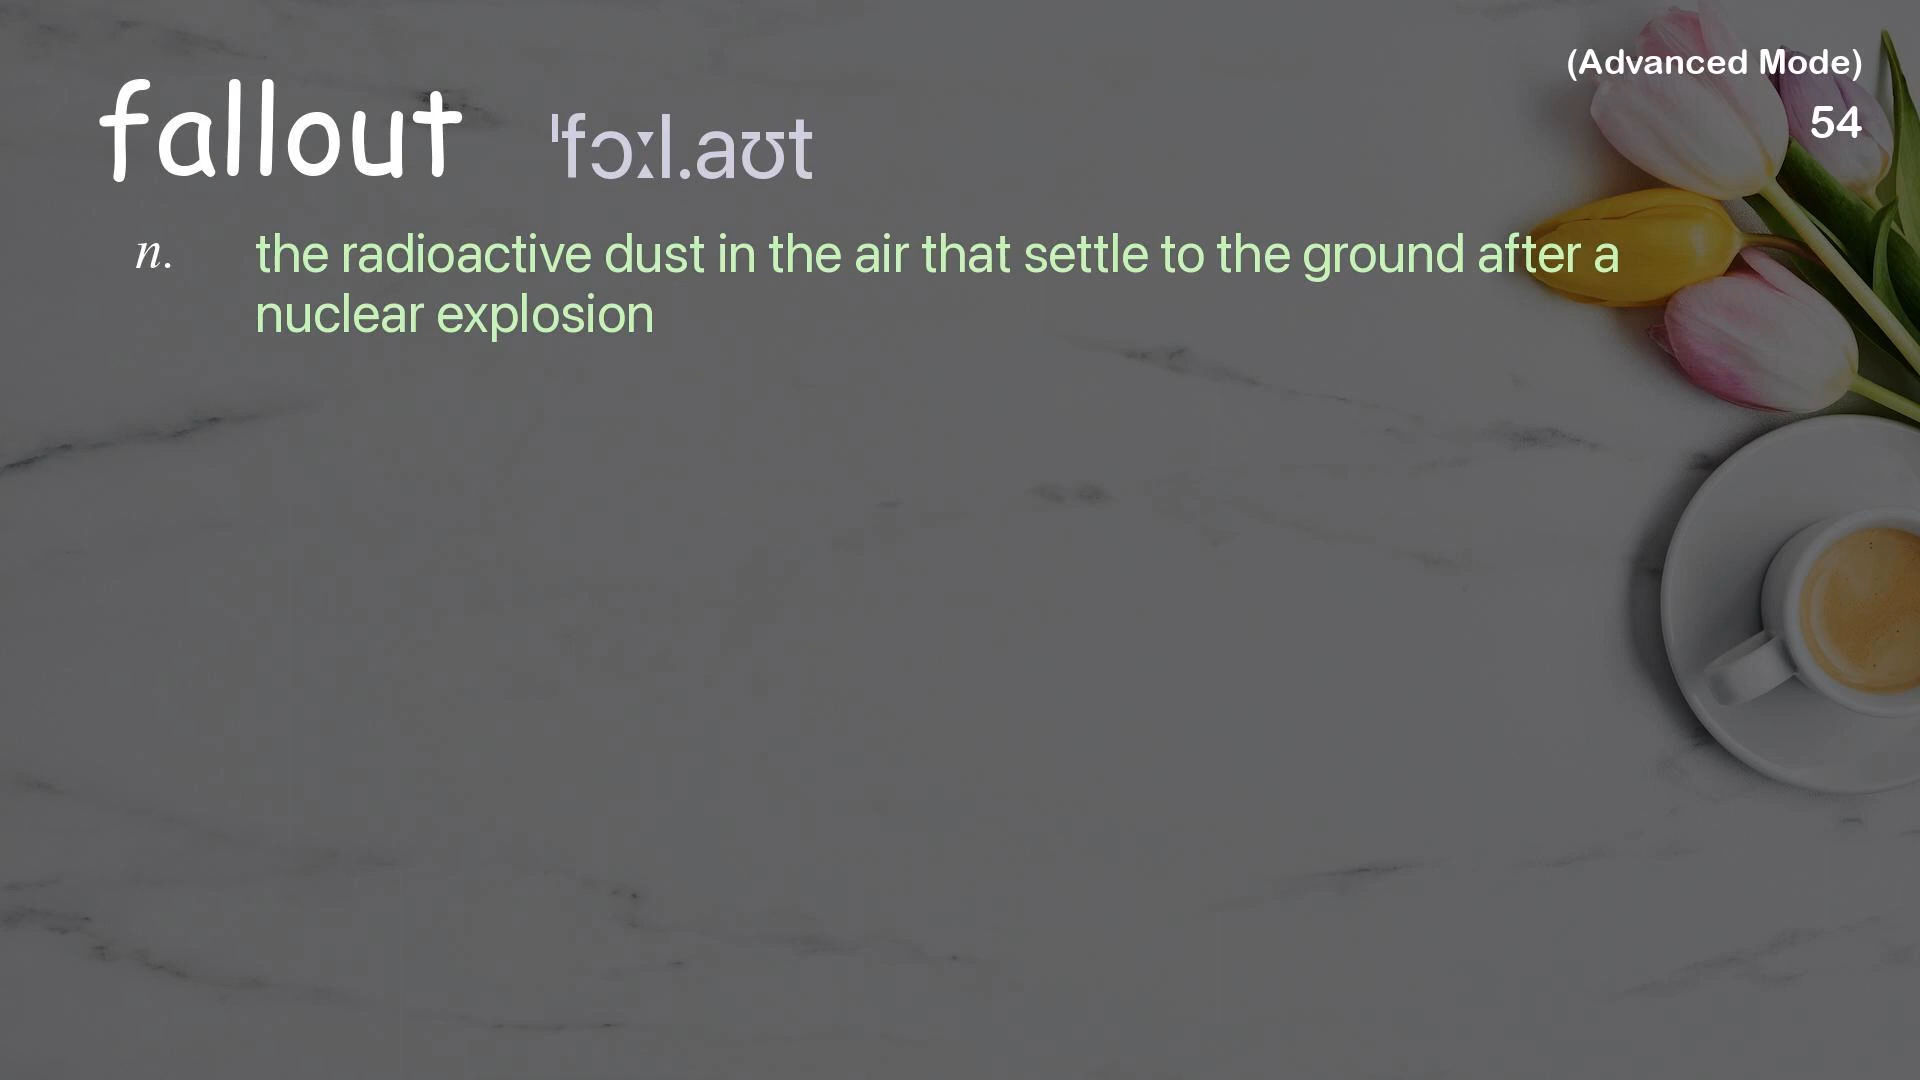 (Advanced Mode)
54
fallout ˈfɔːl.aʊt
n. the radioactive dust in the air that settle to the ground after a
nuclear explosion